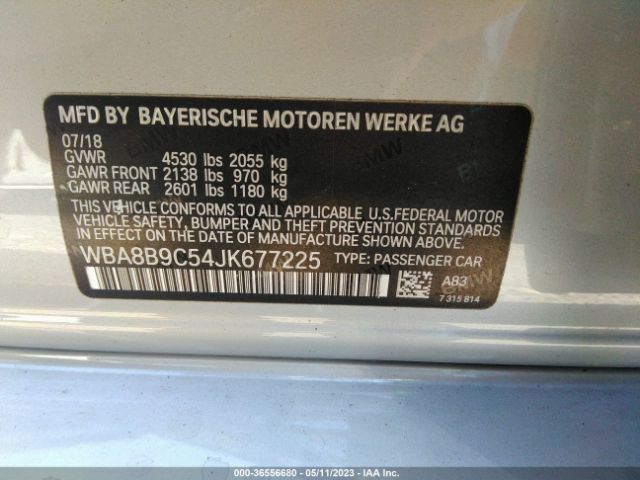 MFD BY BAYERISCHE MOTOREN WERKE AG
07/18
GVWR 4530 lbs 2055 kg
GAWR FRONT 2138 lbs 970 kg
GAWR REAR 2601 lbs 1180 kg
THIS VEHICLE CONFORMS TO ALL APPLICABLE U.S.FEDERAL MOTOR
VEHICLE SAFETY, BUMPER AND THEFT PREVENTION STANDARDS
IN EFFECT ON THE DATE OF MANUFACTURE SHOWN ABOVE.
WBA8B9C54JK677225 TYPE: PASSENGER CAR
A83
7 315 814
000-36556680 - 05/11/2023 - IAA Inc.